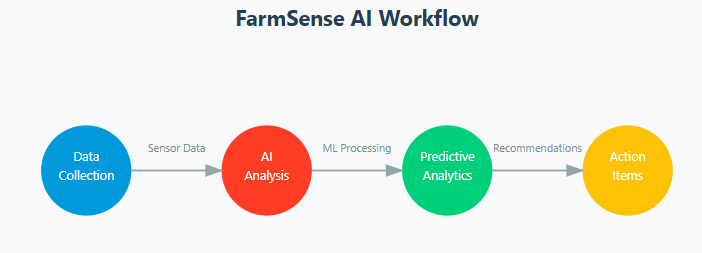 FarmSense AI Workflow
Data
Collection
Sensor Data
AI
Analysis
ML Processing
Predictive
Analytics
Recommendations
Action
Items